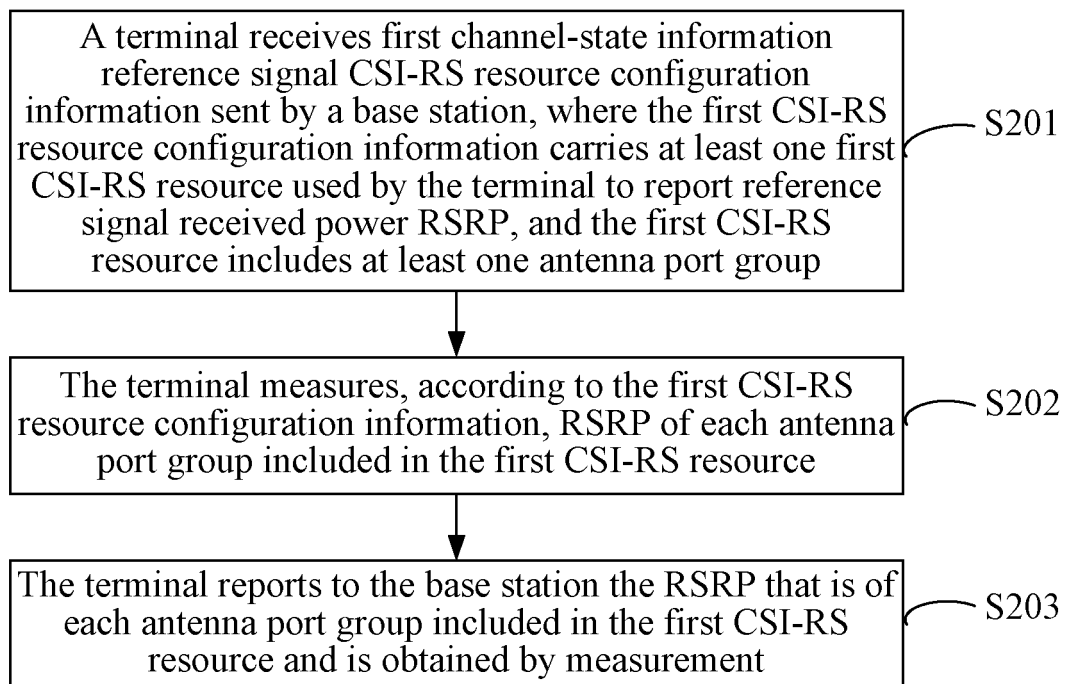 A terminal receives first channel-state information
reference signal CSI-RS resource configuration
information sent by a base station, where the first CSI-RS
resource configuration information carries at least one first
CSI-RS resource used by the terminal to report reference
signal received power RSRP, and the first CSI-RS
resource includes at least one antenna port group
S201
The terminal measures, according to the first CSI-RS
resource configuration information, RSRP of each antenna
port group included in the first CSI-RS resource
S202
The terminal reports to the base station the RSRP that is of
each antenna port group included in the first CSI-RS
resource and is obtained by measurement
S203